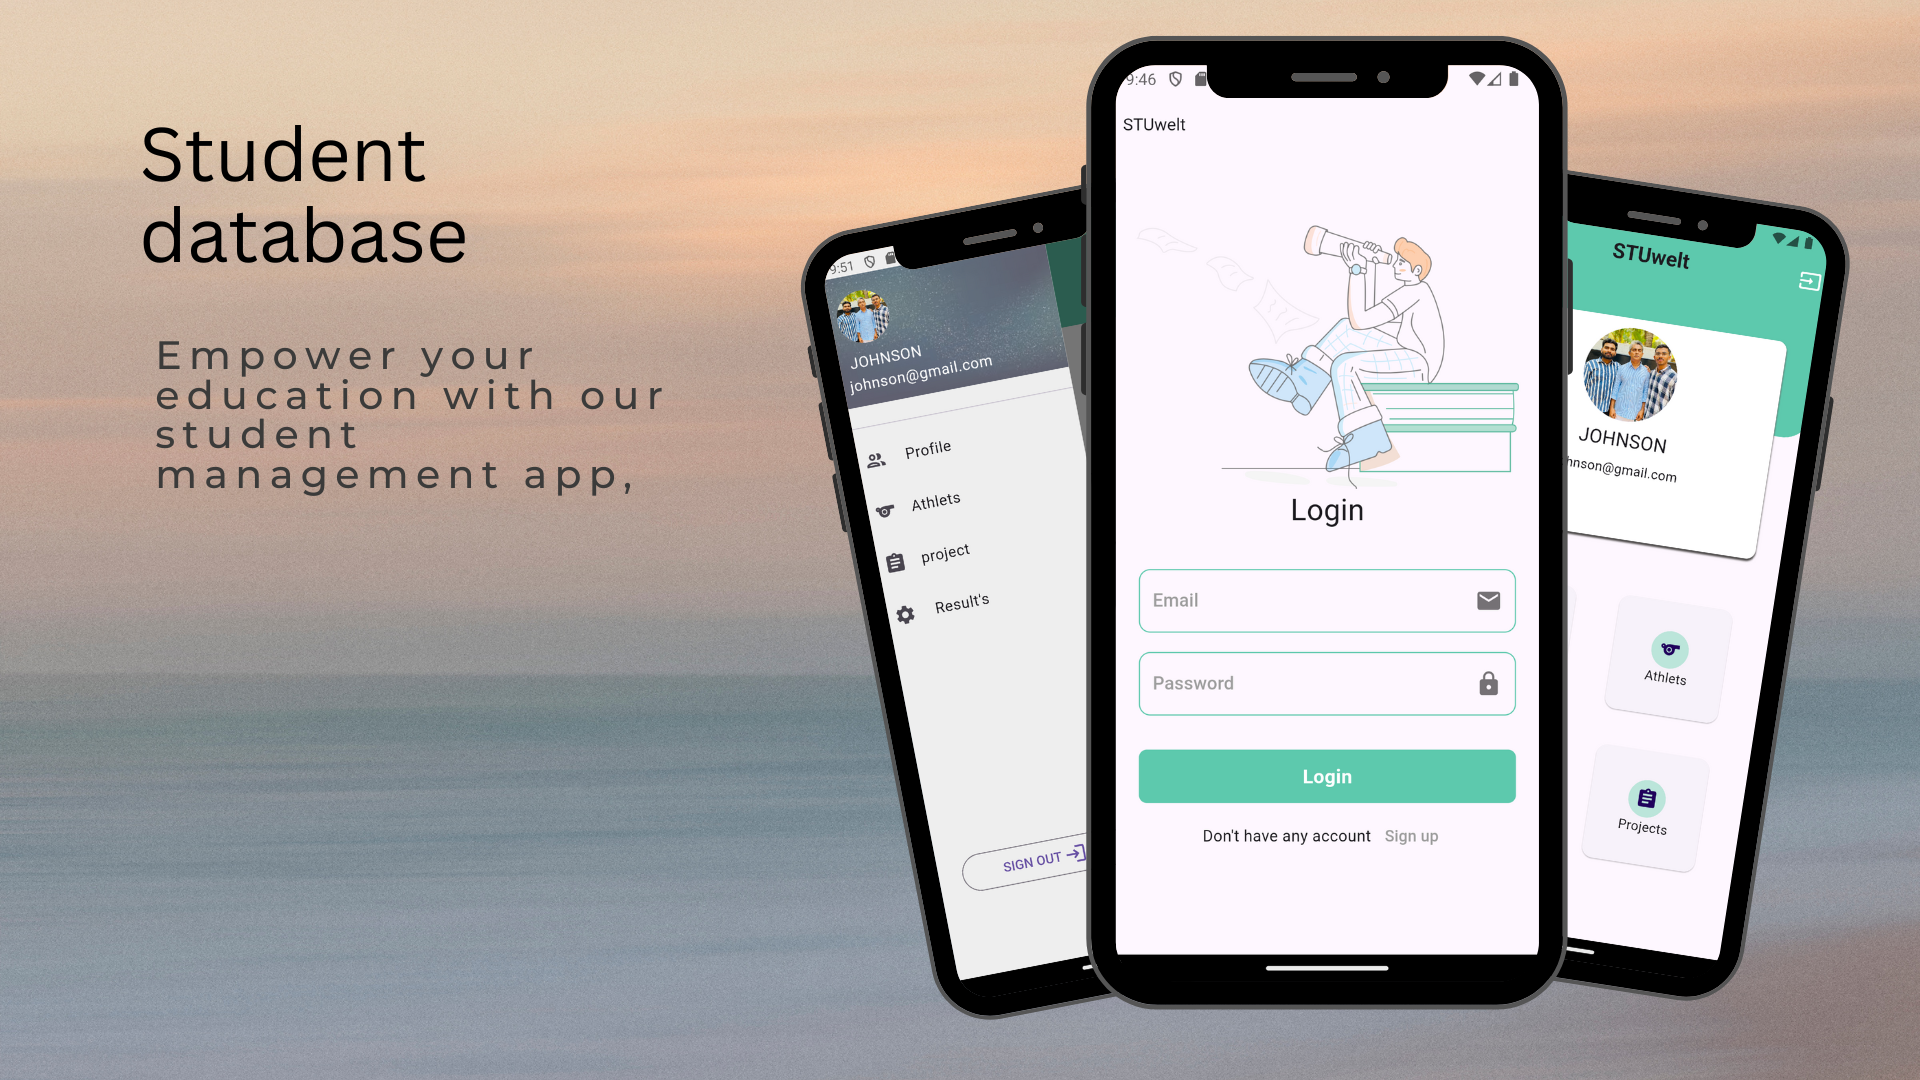 Student
database
Empower your
education with our
student
management app,
9:51
JOHNSON
johnson@gmail.com
Profile
Athlets
project
Result's
SIGN OUT
9:46
STUwelt
Login
Email
Password
Login
Don't have any account Sign up
STUwelt
JOHNSON
hnson@gmail.com
Athlets
Projects